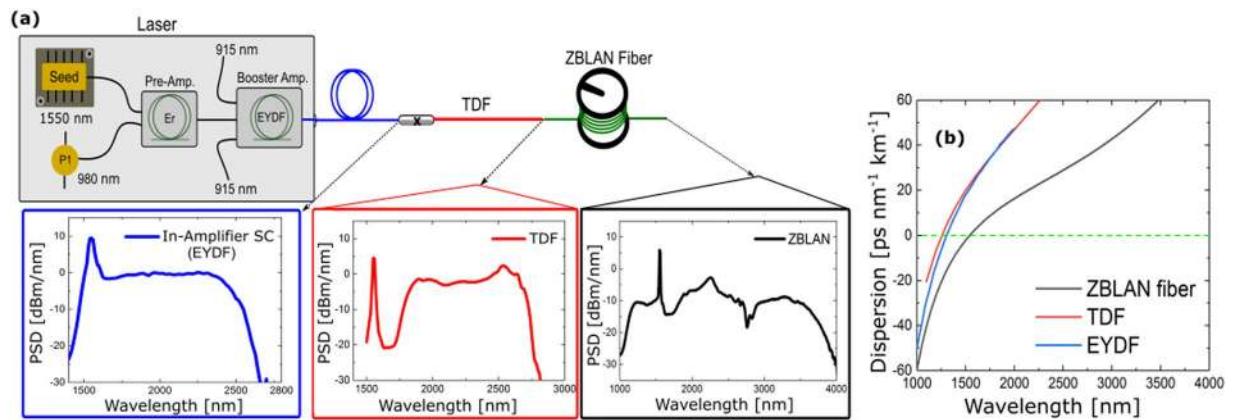 (a)
Laser
915 nm
Seed
Pre-Amp.
Booster Amp.
Er
EYDF
1550 nm
P1
980 nm
915 nm
X
TDF
ZBLAN Fiber
In-Amplifier SC
(EYDF)
PSD [dBm/nm]
10
0
-10
-20
-30
1400
2000
2400
2800
Wavelength [nm]
TDF
PSD [dBm/nm]
10
0
-10
-20
-30
1500
2000
2500
3000
Wavelength [nm]
ZBLAN
PSD [dBm/nm]
10
0
-10
-20
-30
1000
2000
3000
4000
Wavelength [nm]
(b)
Dispersion [ps nm-1 km-1]
60
40
20
0
-20
-40
-60
ZBLAN fiber
TDF
EYDF
1000
1500
2000
2500
3000
3500
4000
Wavelength [nm]